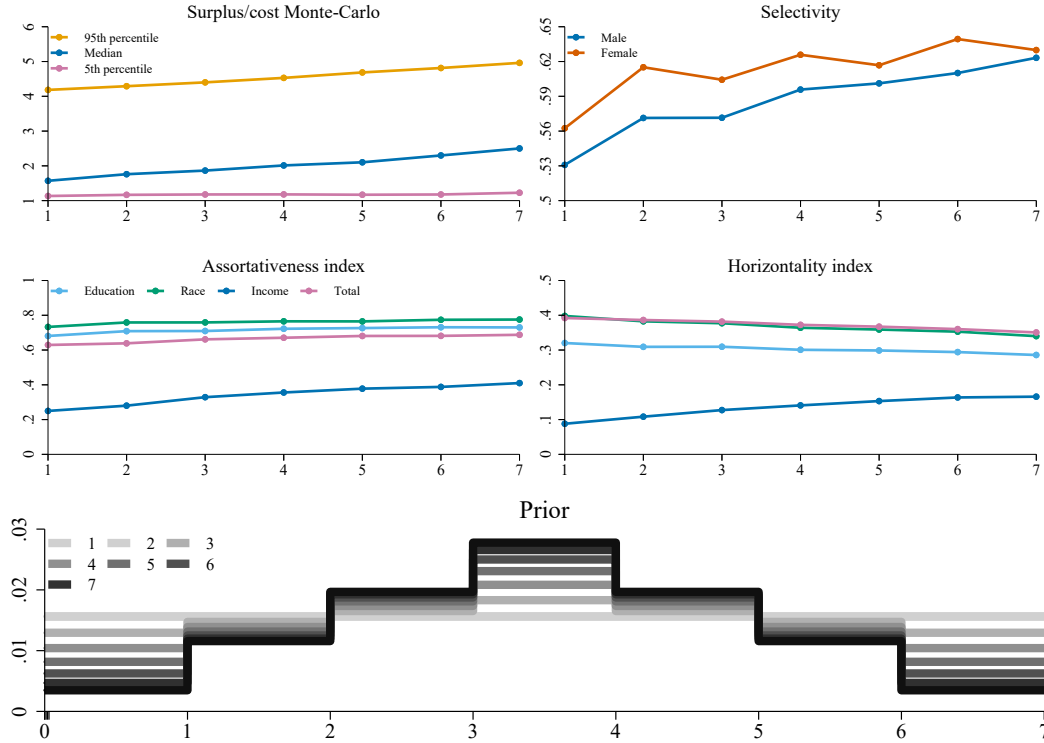 Surplus/cost Monte-Carlo
6
5
4
3
2
1
95th percentile
Median
5th percentile
1 2 3 4 5 6 7
Selectivity
.65
.62
.59
.56
.53
.5
Male
Female
1 2 3 4 5 6 7
Assortativeness index
1
.8
.6
.4
.2
0
Education Race Income Total
1 2 3 4 5 6 7
Horizontality index
.5
.4
.3
.2
.1
0
1 2 3 4 5 6 7
Prior
.03
.02
.01
0
1 2 3
4 5 6
7
0 1 2 3 4 5 6 7